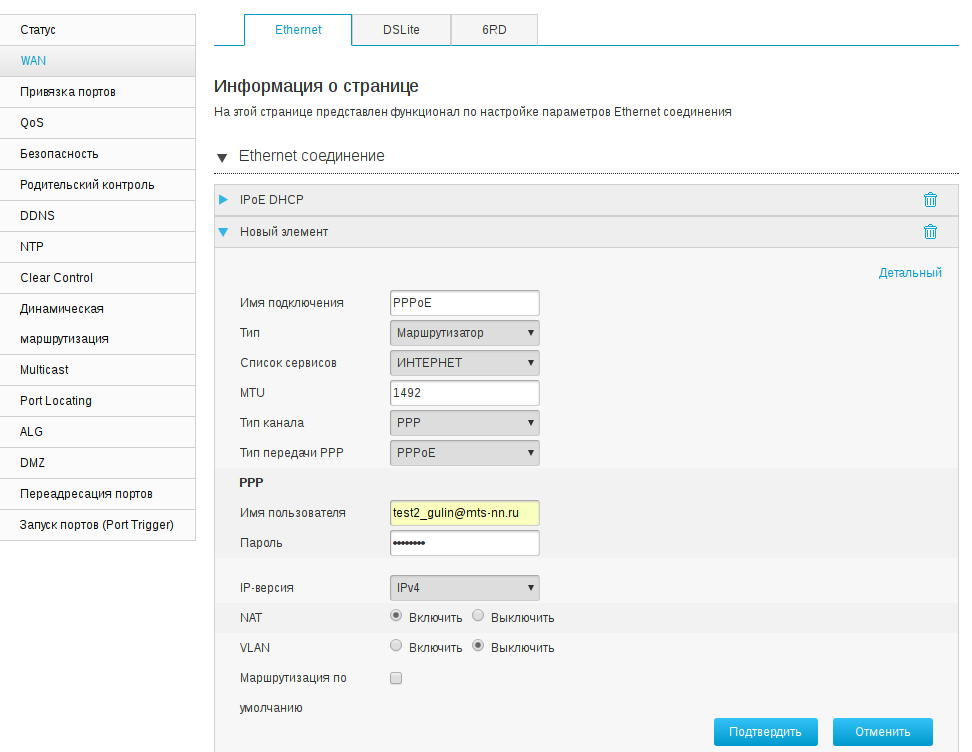 Статус
WAN
Привязка портов
QoS
Безопасность
Родительский контроль
DDNS
NTP
Clear Control
Динамическая
маршрутизация
Multicast
Port Locating
ALG
DMZ
Переадресация портов
Запуск портов (Port Trigger)
Ethernet
DSLite
6RD
Информация о странице
На этой странице представлен функционал по настройке параметров Ethernet соединения
Ethernet соединение
IPoE DHCP
Новый элемент
Детальный
Имя подключения PPPoE
Тип Маршрутизатор
Список сервисов ИНТЕРНЕТ
MTU 1492
Тип канала PPP
Тип передачи PPP PPPoE
PPP
Имя пользователя test2_gulin@mts-nn.ru
Пароль ••••••••
IP-версия IPv4
NAT Включить Выключить
VLAN Включить Выключить
Маршрутизация по
умолчанию
Подтвердить Отменить